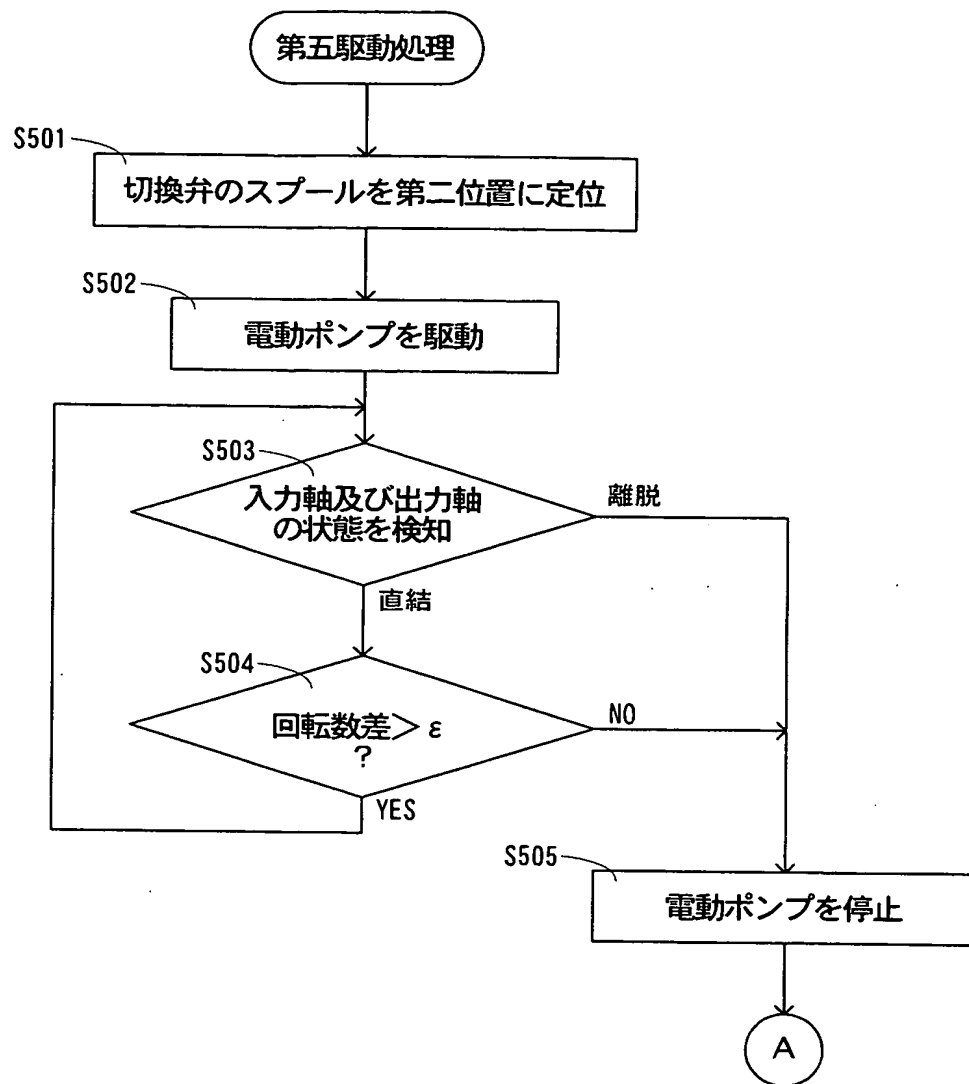 第五駆動処理
S501
切換弁のスプールを第二位置に定位
S502
電動ポンプを駆動
S503
入力軸及び出力軸
の状態を検知
離脱
直結
S504
回転数差＞ε
？
NO
YES
S505
電動ポンプを停止
A